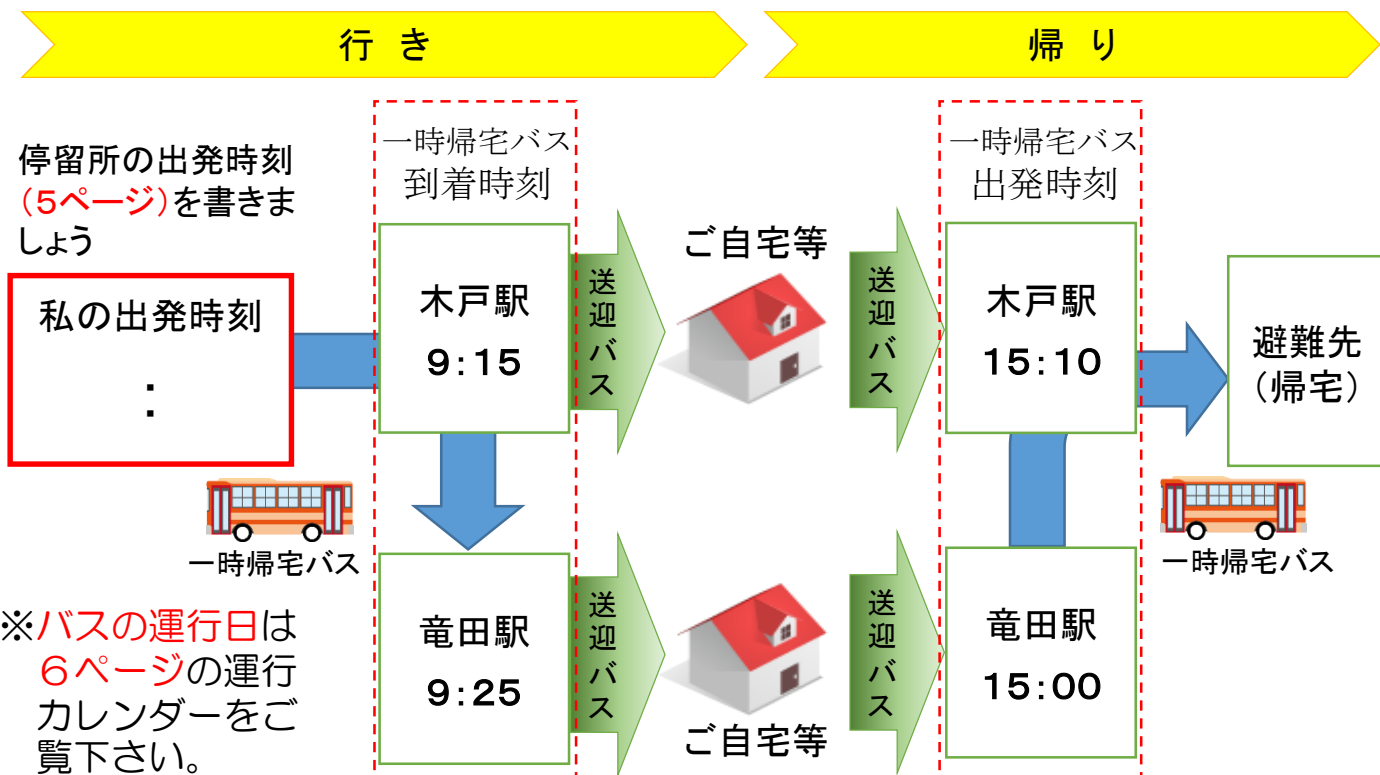 行 き
帰 り
停留所の出発時刻
(5ページ)を書きま
しょう
私の出発時刻
:
一時帰宅バス
一時帰宅バス
到着時刻
木戸駅
9:15
竜田駅
9:25
送迎バス
送迎バス
ご自宅等
ご自宅等
送迎バス
送迎バス
一時帰宅バス
出発時刻
木戸駅
15:10
竜田駅
15:00
避難先
(帰宅)
一時帰宅バス
※バスの運行日は
6ページの運行
カレンダーをご
覧下さい。